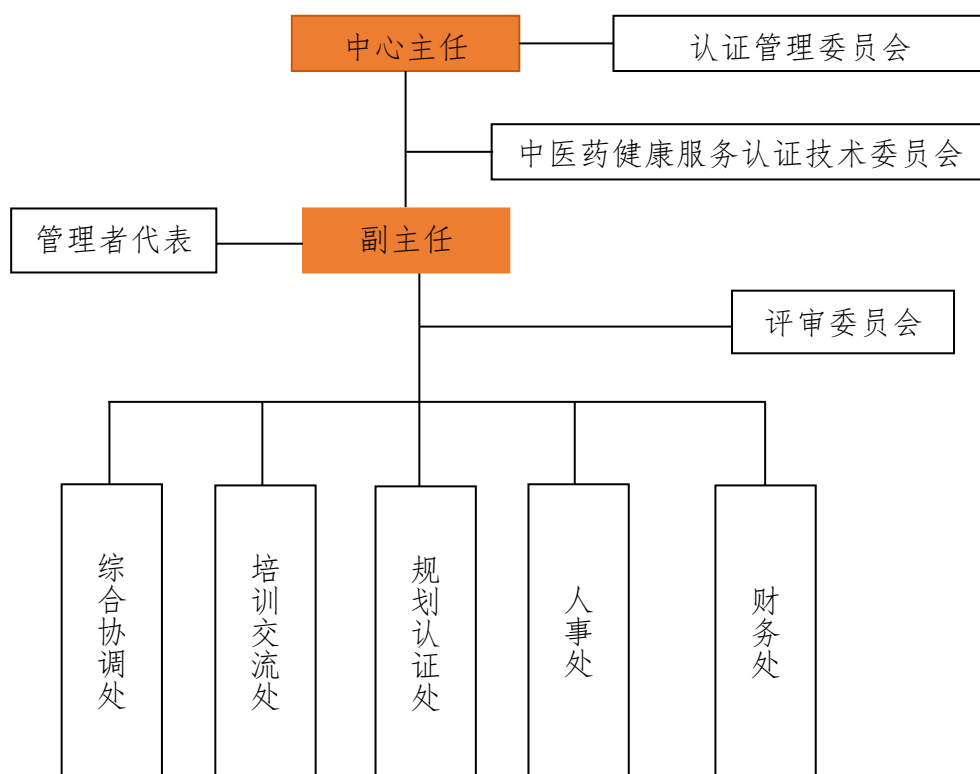 中心主任
认证管理委员会
中医药健康服务认证技术委员会
管理者代表
副主任
评审委员会
综合协调处
培训交流处
规划认证处
人事处
财务处